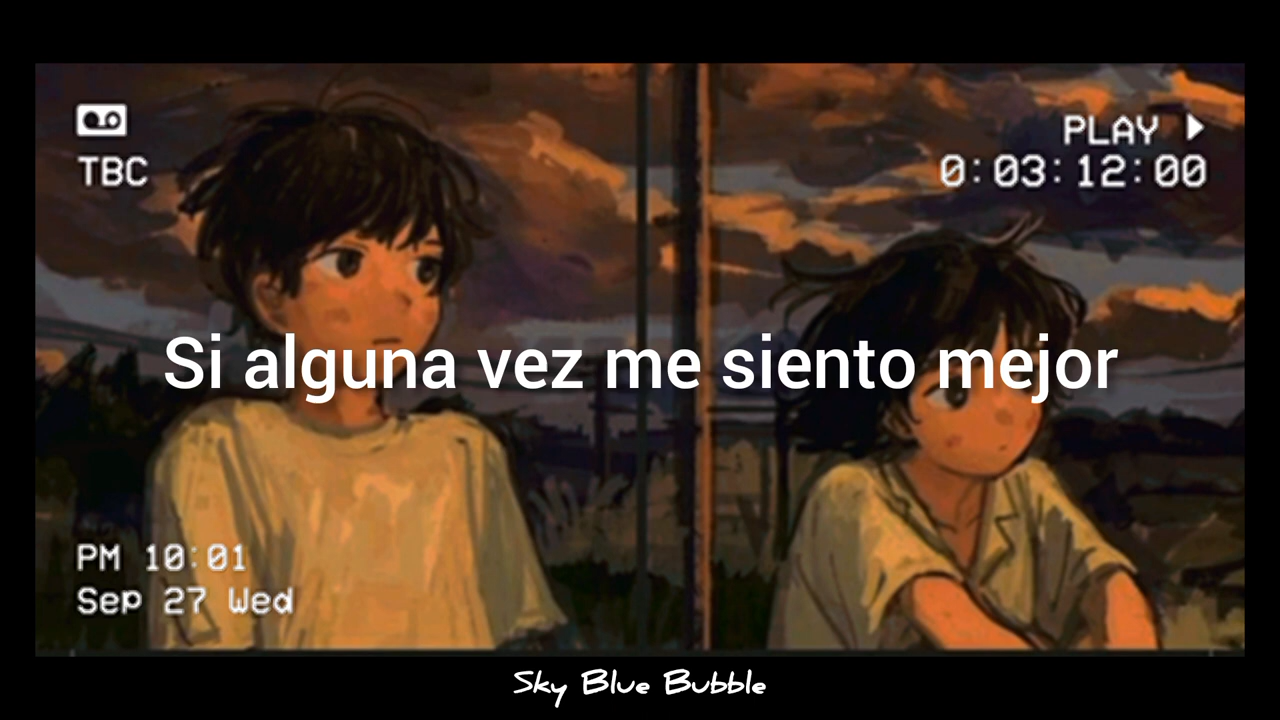 TBC
PLAY
0:03:12:00
Si alguna vez me siento mejor
PM 10:01
Sep 27 Wed
Sky Blue Bubble